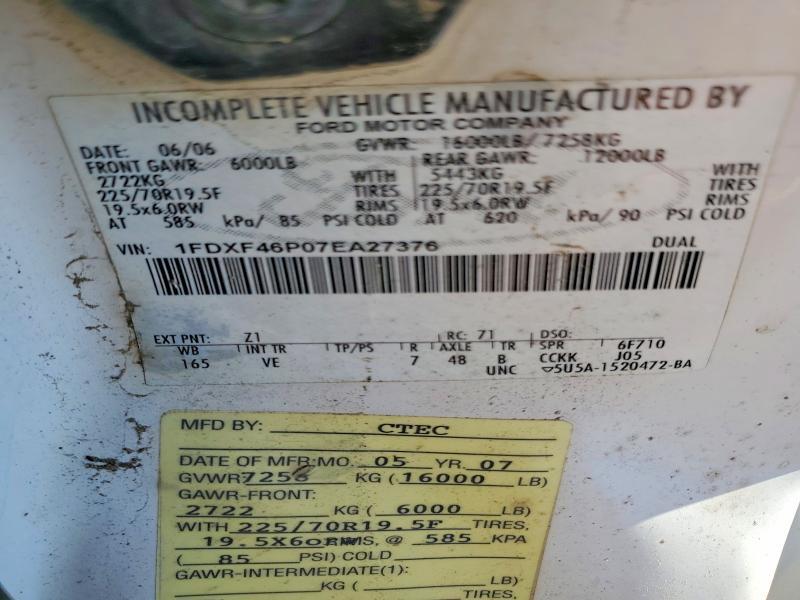 INCOMPLETE VEHICLE MANUFACTURED BY
FORD MOTOR COMPANY
DATE: 06/06 GVWR: 16000LB/ 7258KG
FRONT GAWR: 6000LB REAR GAWR: 12000LB
2722KG WITH 5443KG WITH
225/70R19.5F TIRES 225/70R19.5F TIRES
19.5x6.0RW RIMS 19.5x6.0RW RIMS
AT 585 kPa/ 85 PSI COLD AT 620 kPa/ 90 PSI COLD
VIN: 1FDXF46P07EA27376 DUAL
EXT PNT: Z1 RC: 71 DSO:
WB INT TR TP/PS R AXLE TR SPR 6F710
165 VE 7 48 B CCKK J05
UNC ▽5U5A-1520472-BA
MFD BY: CTEC
DATE OF MFR:MO. 05 YR. 07
GVWR 7258 KG ( 16000 LB)
GAWR-FRONT:
2722 KG ( 6000 LB)
WITH 225/70R19.5F TIRES,
19.5X60RW RIMS, @ 585 KPA
( 85 PSI) COLD
GAWR-INTERMEDIATE(1):
KG ( LB)
WITH TIRES,